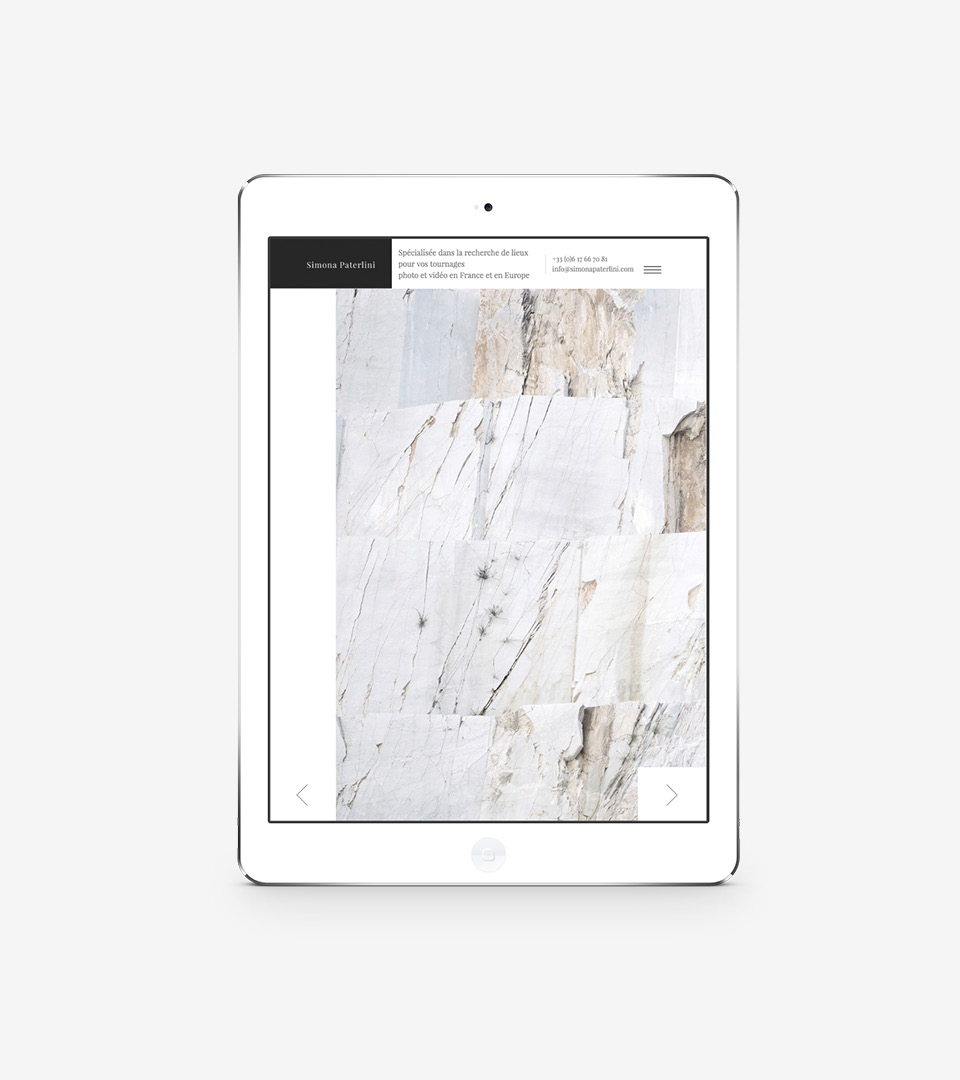 Simona Paterlini
Spécialisée dans la recherche de lieux
pour vos tournages
photo et vidéo en France et en Europe
+33 (0)6 17 66 70 81
info@simonapaterlini.com